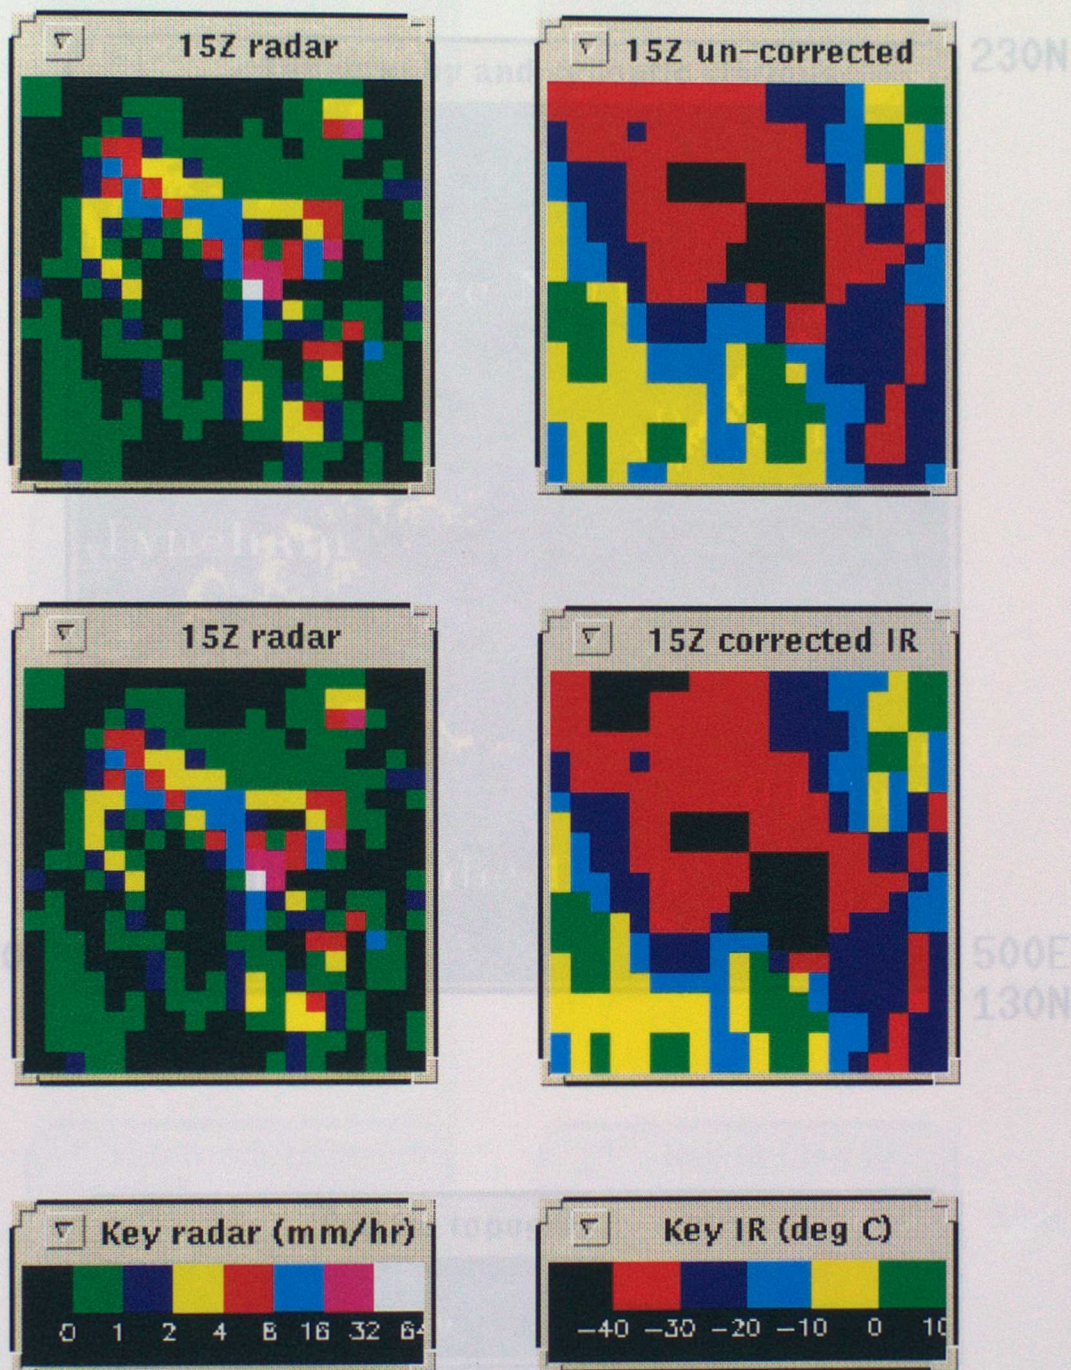 15Z radar
15Z un-corrected
230N
15Z radar
15Z corrected IR
500E
130N
Key radar (mm/hr)
0 1 2 4 8 16 32 64
Key IR (deg C)
-40 -30 -20 -10 0 10